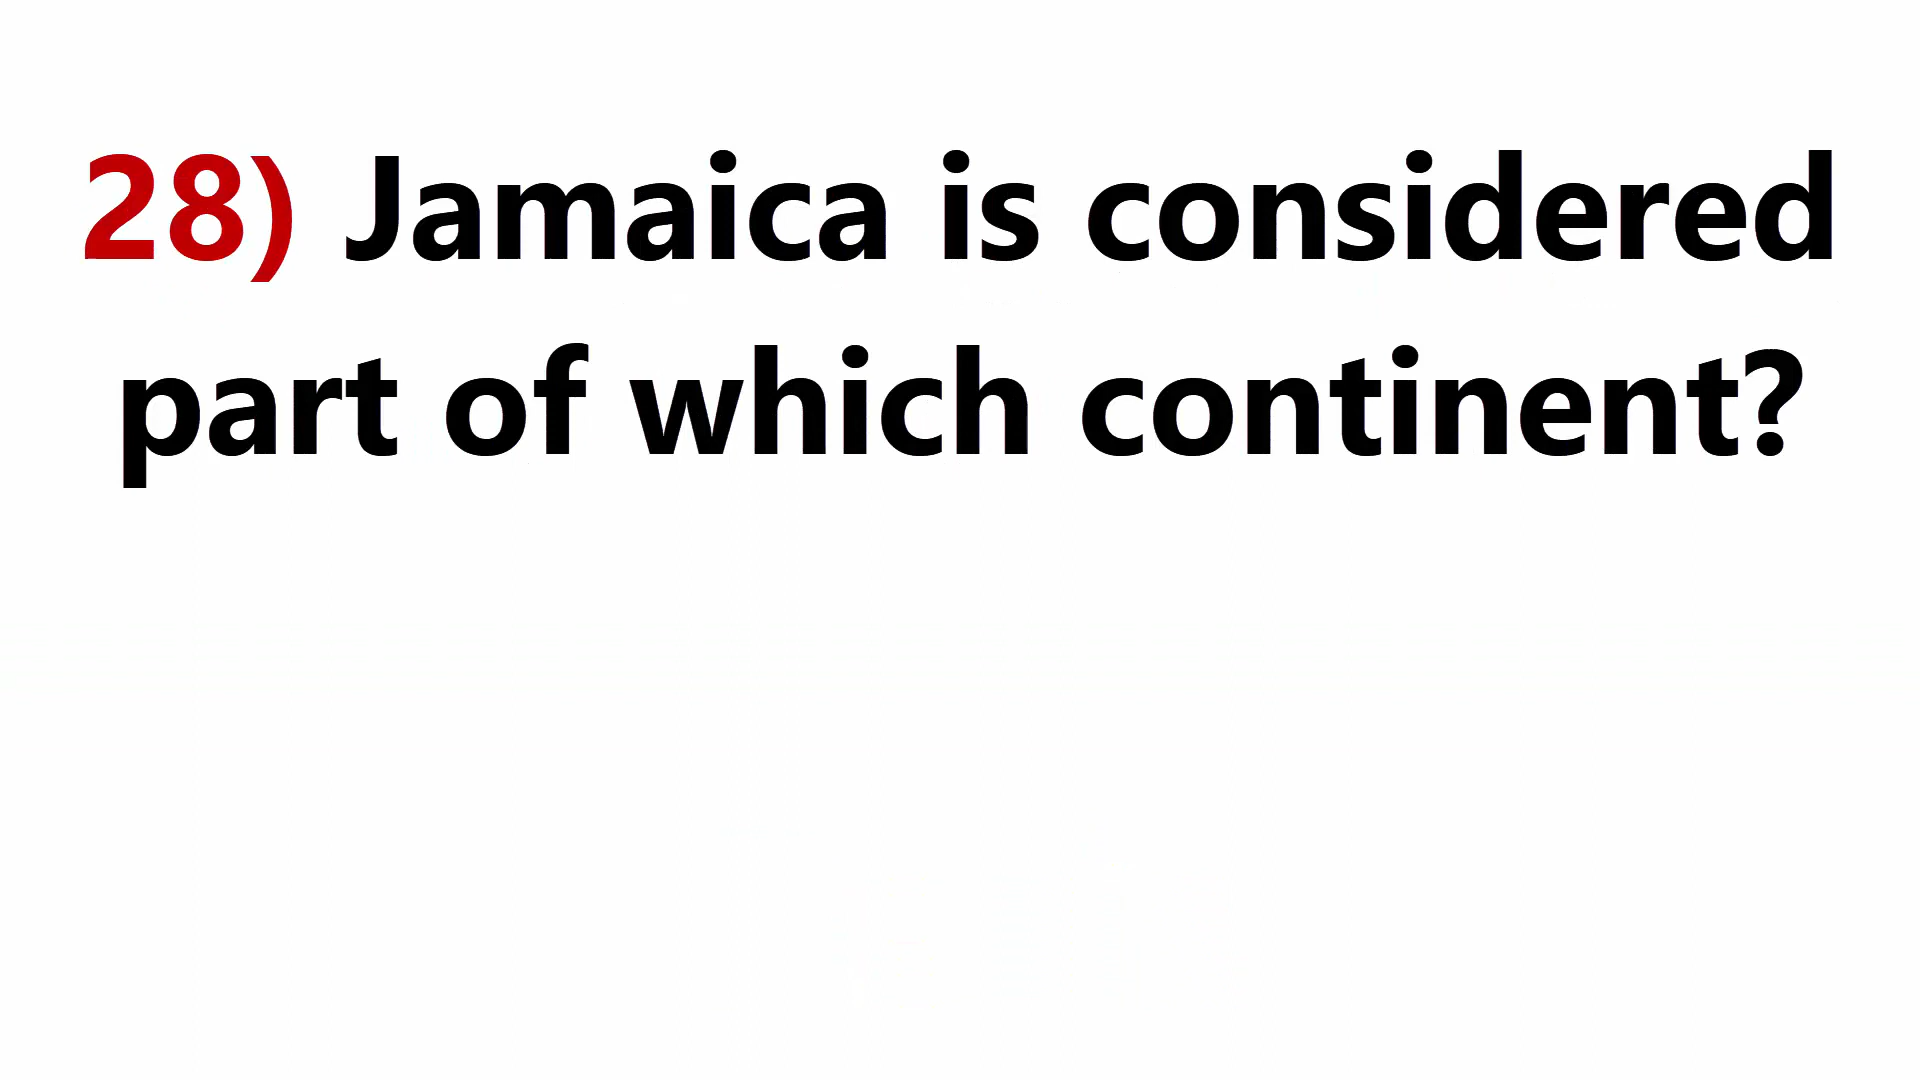 28) Jamaica is considered
part of which continent?